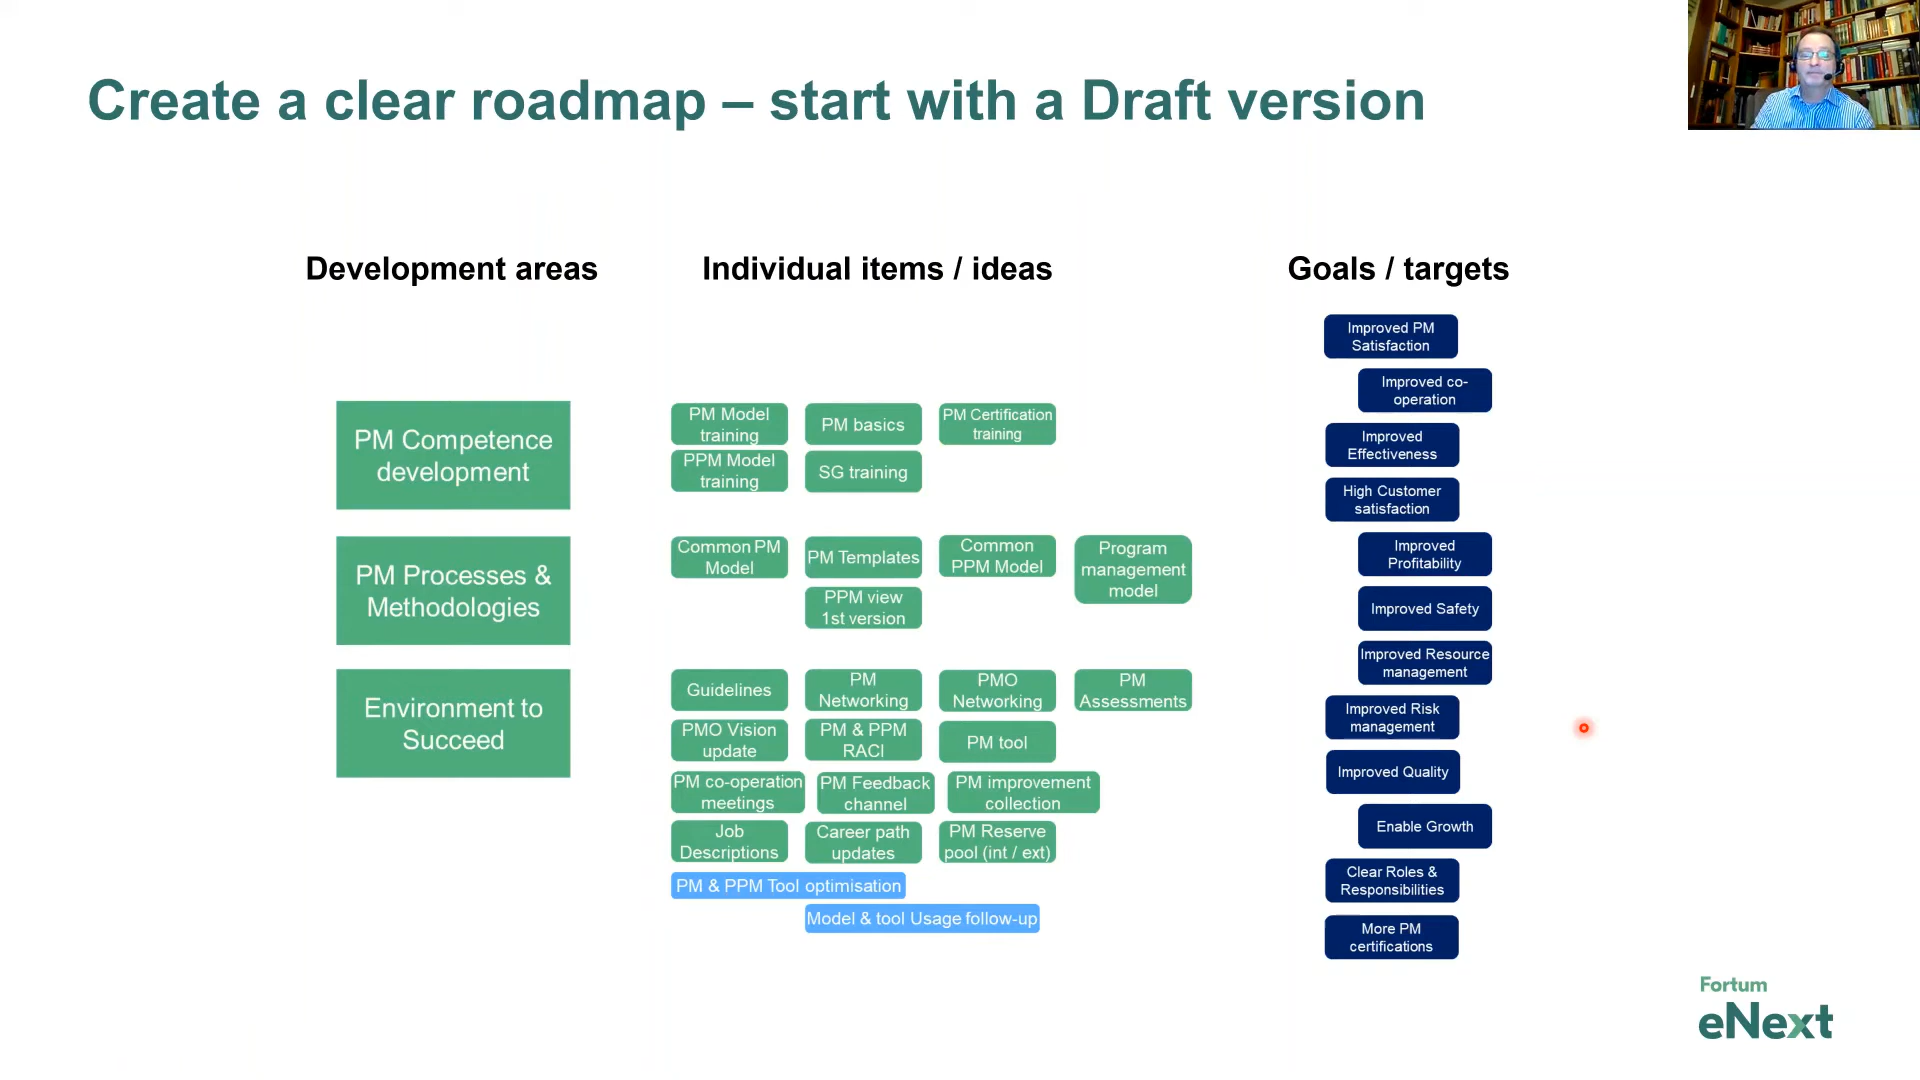 Create a clear roadmap – start with a Draft version
Development areas
Individual items / ideas
Goals / targets
PM Competence
development
PM Processes &
Methodologies
Environment to
Succeed
PM Model
training
PM basics
PM Certification
training
PPM Model
training
SG training
Common PM
Model
PM Templates
Common
PPM Model
Program
management
model
PPM view
1st version
Guidelines
PM
Networking
PMO
Networking
PM
Assessments
PMO Vision
update
PM & PPM
RACI
PM tool
PM co-operation
meetings
PM Feedback
channel
PM improvement
collection
Job
Descriptions
Career path
updates
PM Reserve
pool (int / ext)
PM & PPM Tool optimisation
Model & tool Usage follow-up
Improved PM
Satisfaction
Improved co-
operation
Improved
Effectiveness
High Customer
satisfaction
Improved
Profitability
Improved Safety
Improved Resource
management
Improved Risk
management
Improved Quality
Enable Growth
Clear Roles &
Responsibilities
More PM
certifications
Fortum
eNext